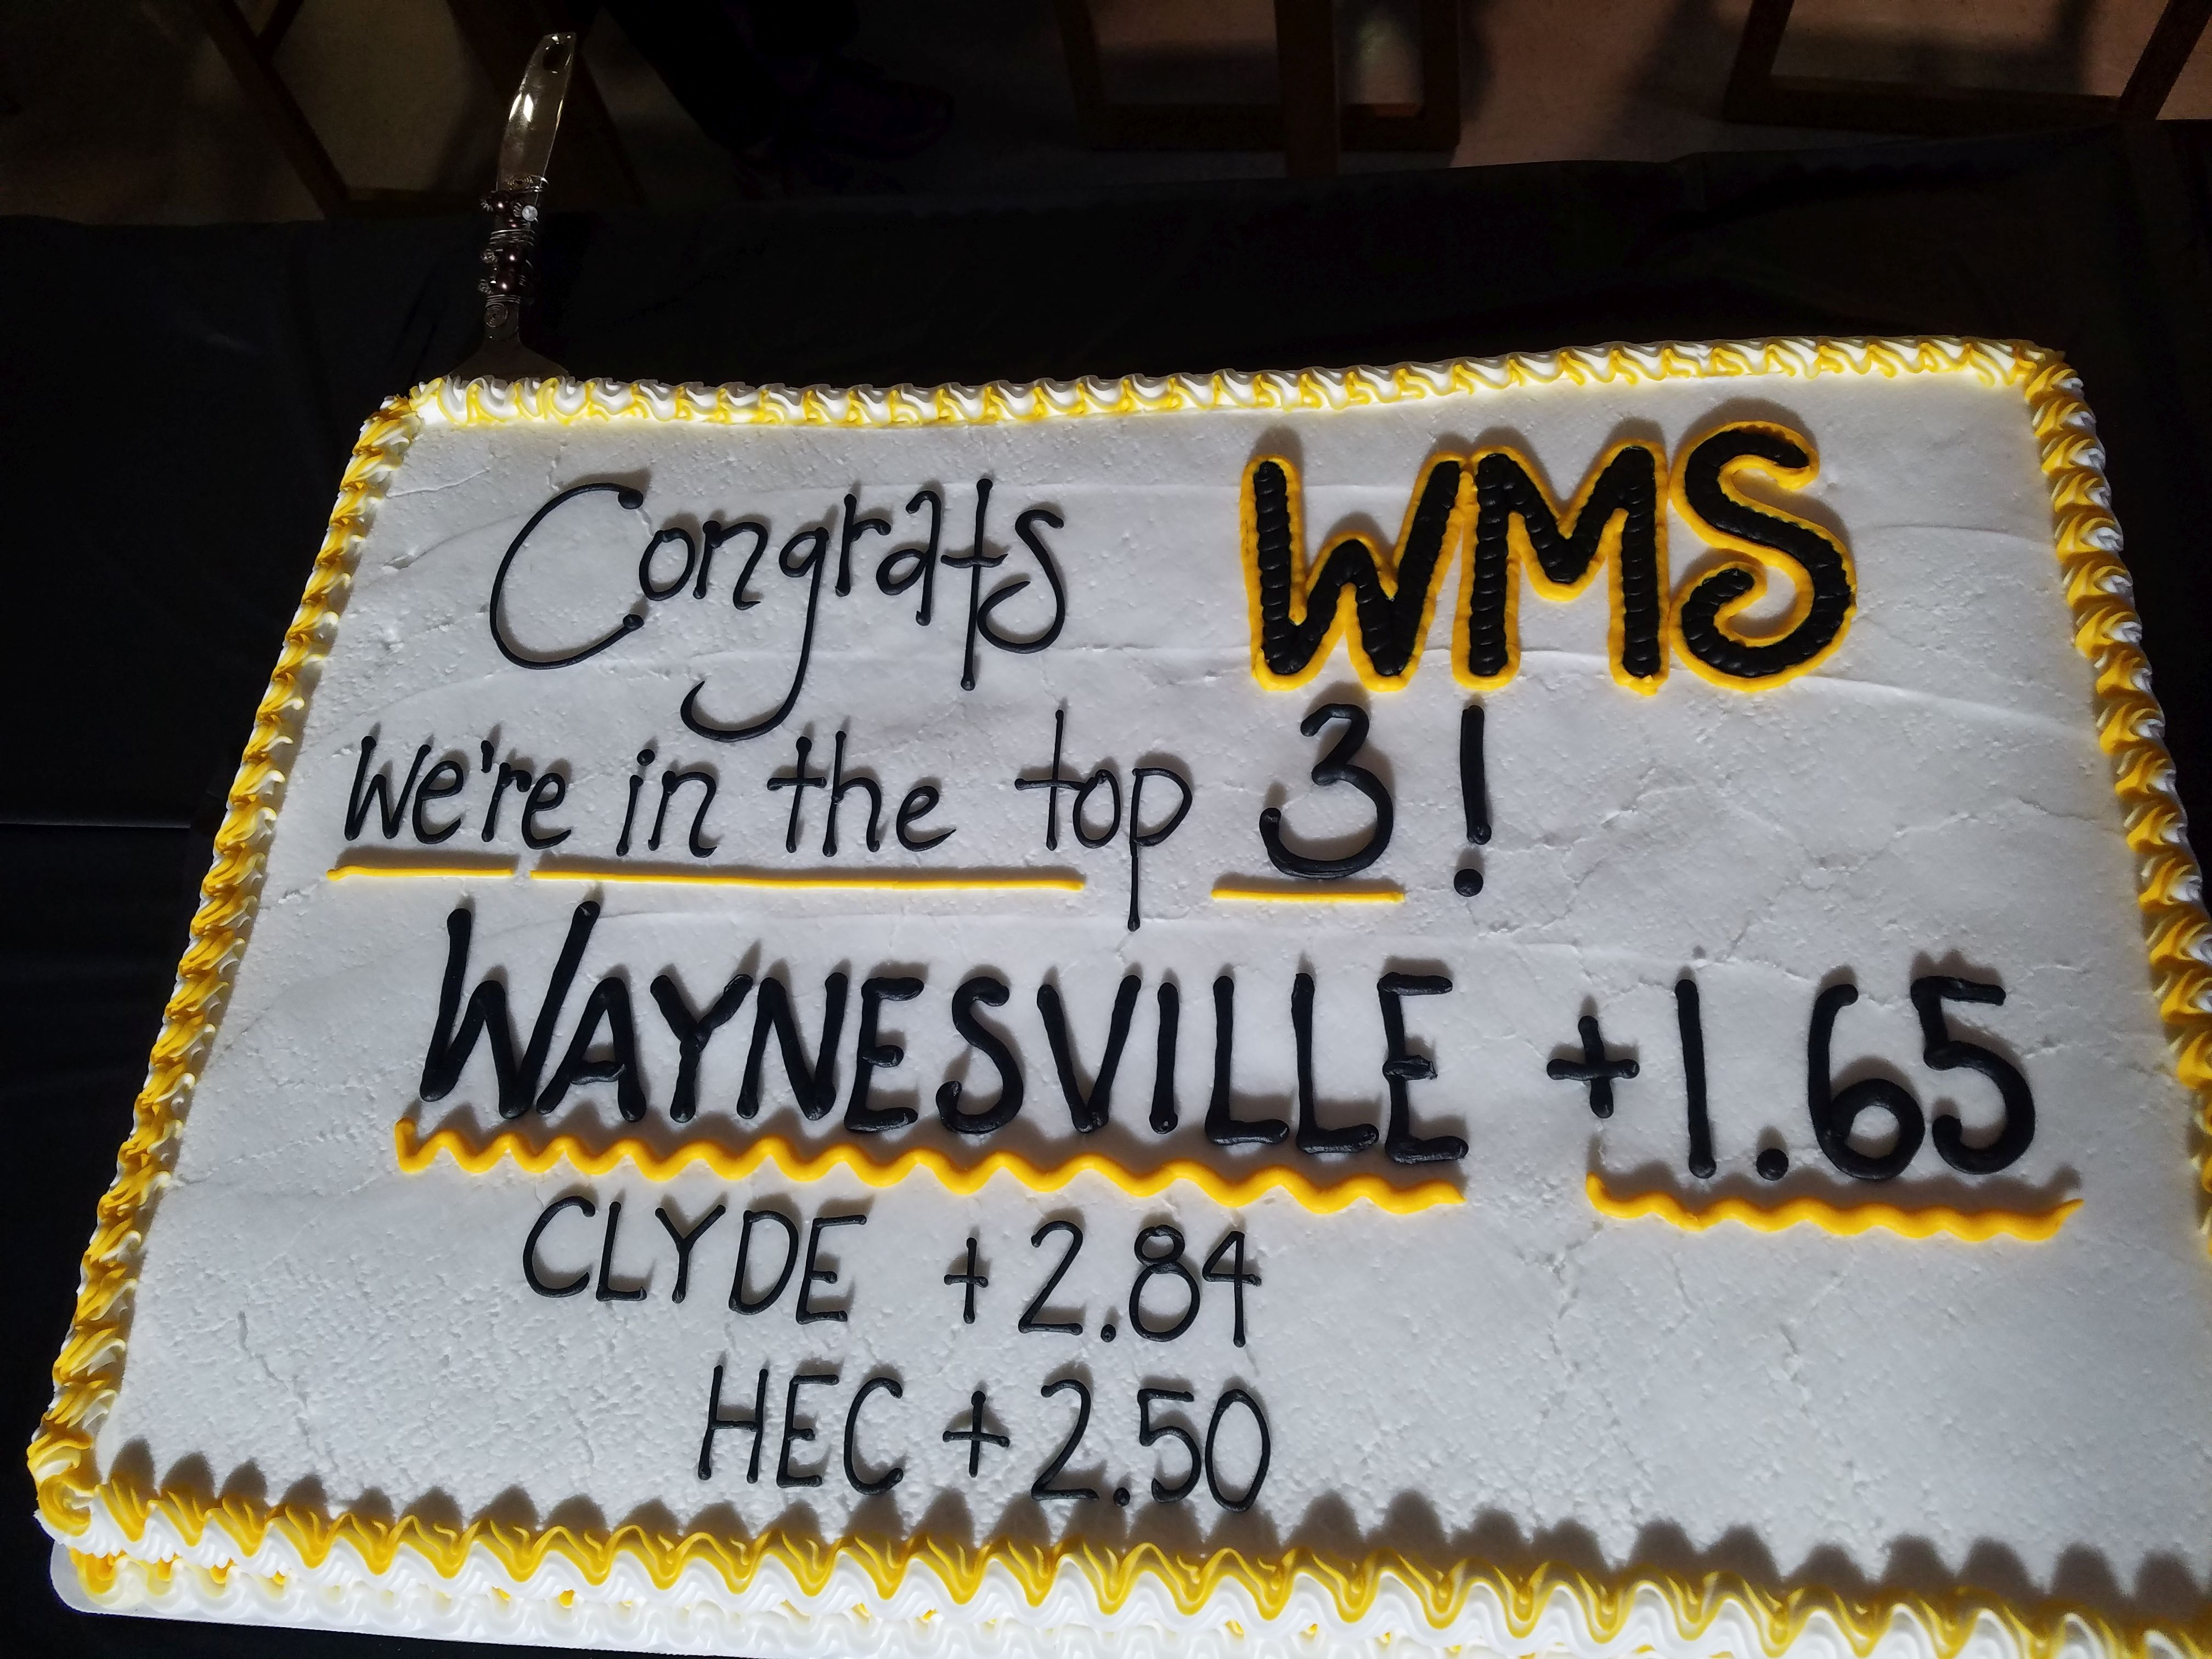 Congrats WMS
We're in the top 3!
WAYNESVILLE +1.65
CLYDE +2.84
HEC +2.50